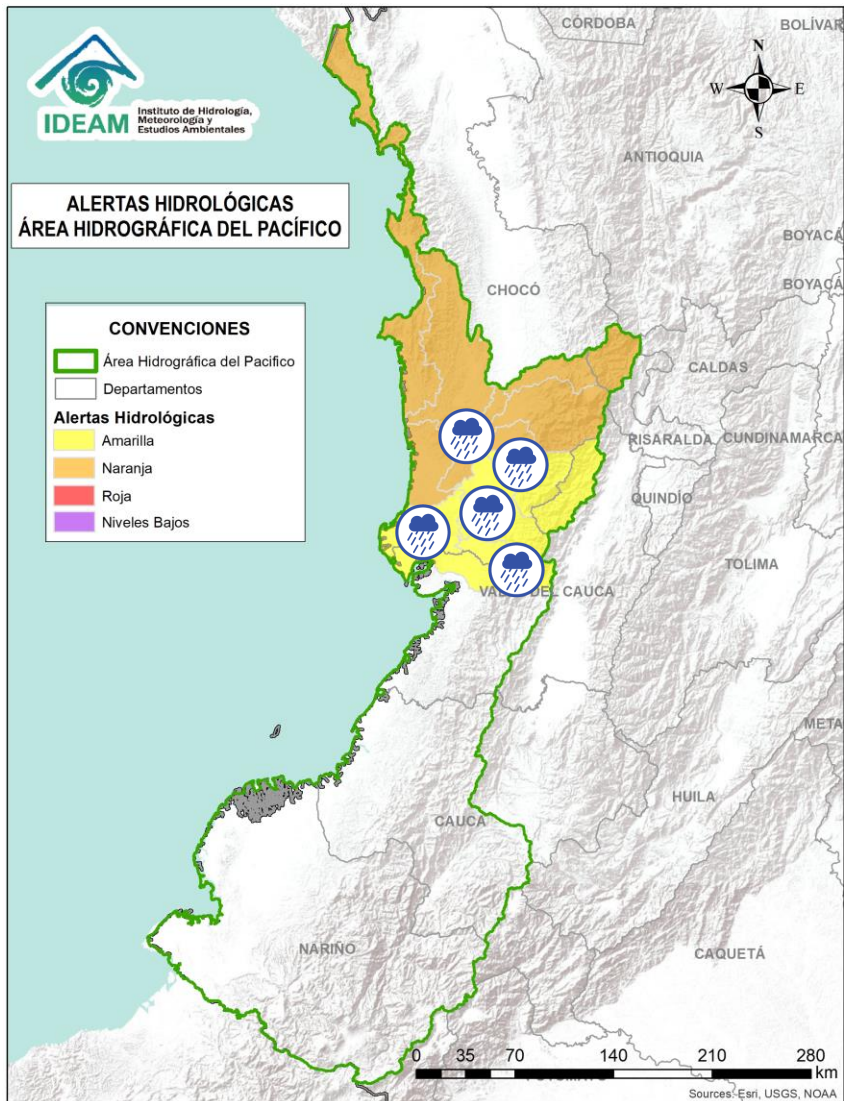 CÓRDOBA
BOLÍVAR
N
W
E
S
IDEAM
Instituto de Hidrología,
Meteorología y
Estudios Ambientales
ANTIOQUIA
ALERTAS HIDROLÓGICAS
ÁREA HIDROGRÁFICA DEL PACÍFICO
BOYACÁ
BOYACÁ
CHOCÓ
CONVENCIONES
Área Hidrográfica del Pacifico
Departamentos
Alertas Hidrológicas
Amarilla
Naranja
Roja
Niveles Bajos
CALDAS
RISARALDA
CUNDINAMARCA
QUINDÍO
TOLIMA
DEL CAUCA
META
HUILA
CAUCA
NARIÑO
CAQUETÁ
0 35 70 140 210 280
km
Sources: Esri, USGS, NOAA